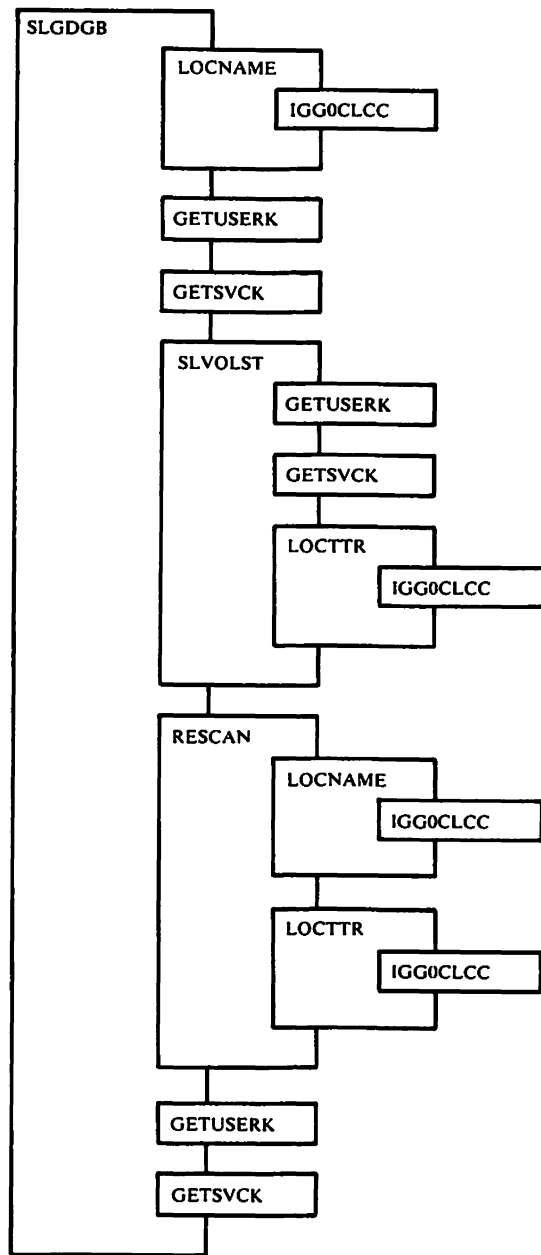 SLGDGB
LOCNAME
IGG0CLCC
GETUSERK
GETSVCK
SLVOLST
GETUSERK
GETSVCK
LOCTTR
IGG0CLCC
RESCAN
LOCNAME
IGG0CLCC
LOCTTR
IGG0CLCC
GETUSERK
GETSVCK